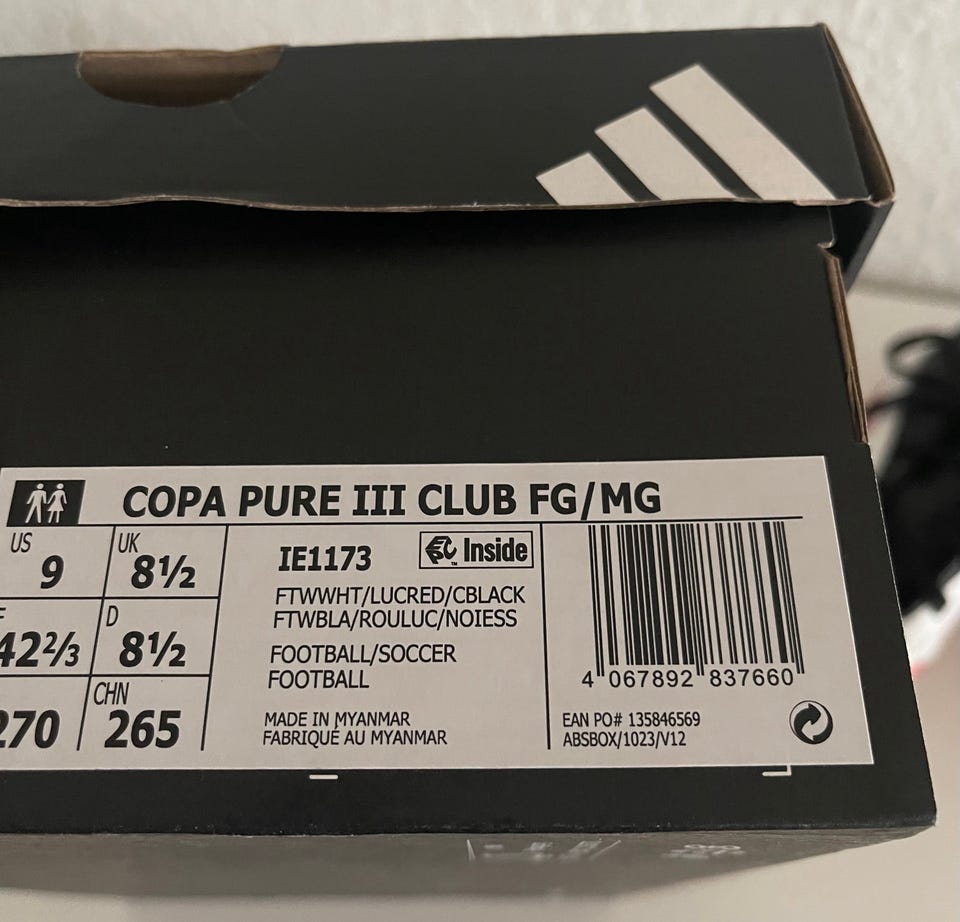 COPA PURE III CLUB FG/MG
US
9
UK
8½
42⅔
D
8½
270
CHN
265
IE1173
Inside
FTWWHT/LUCRED/CBLACK
FTWBLA/ROULUC/NOIESS
FOOTBALL/SOCCER
FOOTBALL
MADE IN MYANMAR
FABRIQUÉ AU MYANMAR
4 067892 837660
EAN PO# 135846569
ABSBOX/1023/V12